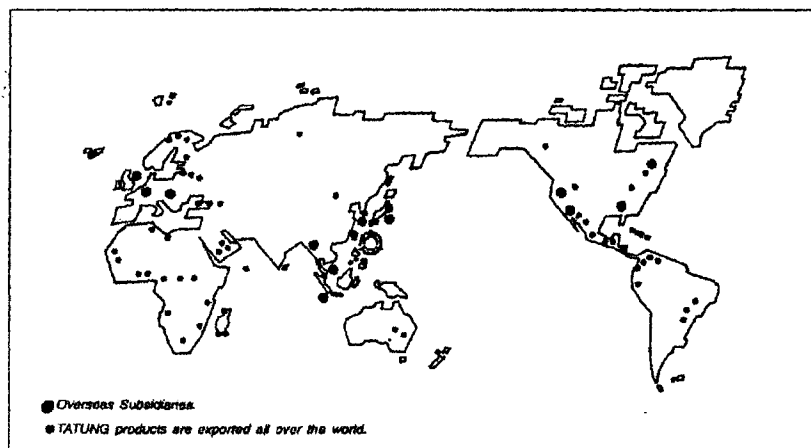 Overseas Subsidiaries.
TATUNG products are exported all over the world.